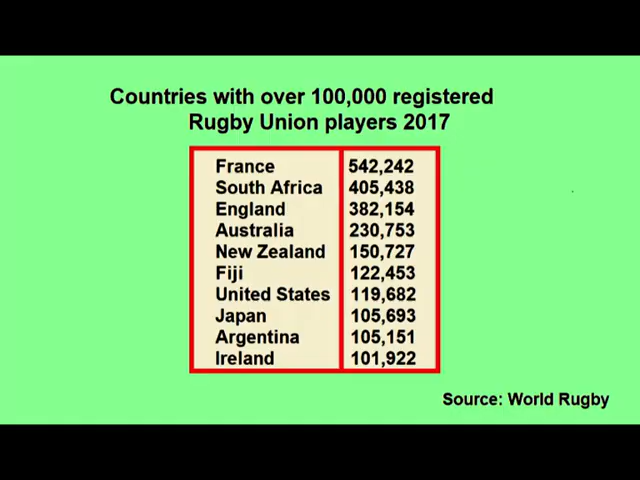 Countries with over 100,000 registered
Rugby Union players 2017
France 542,242
South Africa 405,438
England 382,154
Australia 230,753
New Zealand 150,727
Fiji 122,453
United States 119,682
Japan 105,693
Argentina 105,151
Ireland 101,922
Source: World Rugby